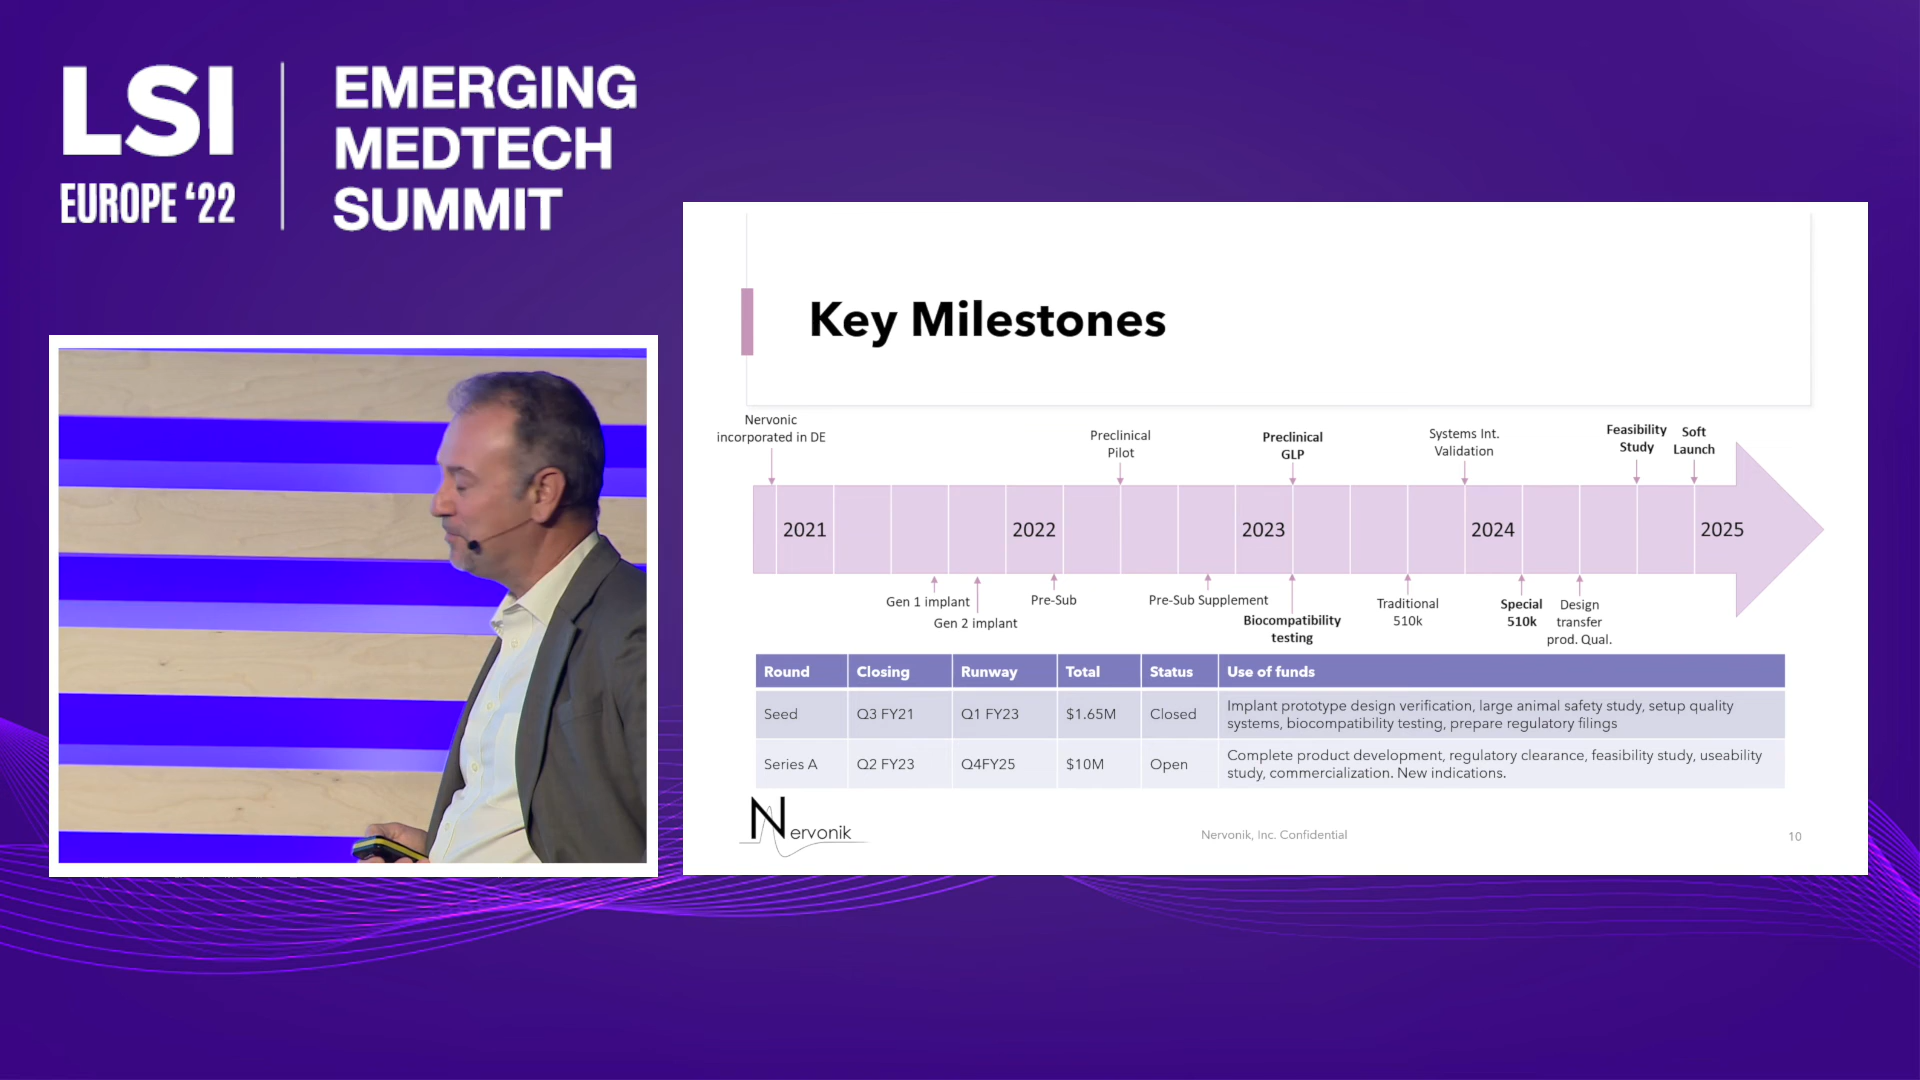 LSI
EUROPE ‘22
EMERGING
MEDTECH
SUMMIT
Key Milestones
Nervonic
incorporated in DE
Preclinical
Pilot
Preclinical
GLP
Systems Int.
Validation
Feasibility
Study
Soft
Launch
2021
2022
2023
2024
2025
Gen 1 implant
Gen 2 implant
Pre-Sub
Pre-Sub Supplement
Biocompatibility
testing
Traditional
510k
Special
510k
Design
transfer
prod. Qual.
Round Closing Runway Total Status Use of funds
Seed Q3 FY21 Q1 FY23 $1.65M Closed Implant prototype design verification, large animal safety study, setup quality
systems, biocompatibility testing, prepare regulatory filings
Series A Q2 FY23 Q4FY25 $10M Open Complete product development, regulatory clearance, feasibility study, useability
study, commercialization. New indications.
Nervonik
Nervonik, Inc. Confidential
10